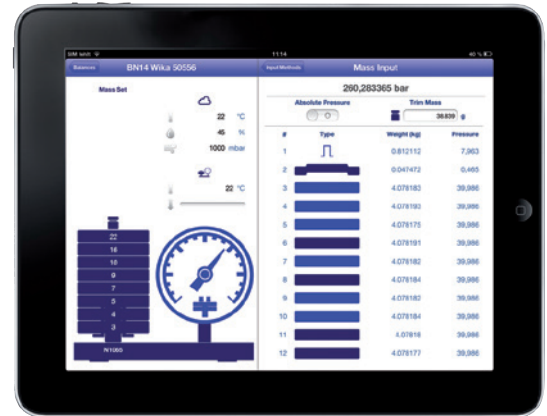 11:14
40 %
Balances
BN14 Wika 50556
Input Methods
Mass Input
Mass Set
22 °C
45 %
1000 mbar
22 °C
22
16
18
9
7
5
4
3
N1065
260,283365 bar
Absolute Pressure
Trim Mass
O
38.839 g
# Type Weight (kg) Pressure
1 0.812112 7,963
2 0.047472 0,465
3 4.078183 39,986
4 4.078193 39,986
5 4.078175 39,986
6 4.078191 39,986
7 4.078182 39,986
8 4.078184 39,986
9 4.078183 39,986
10 4.078184 39,986
11 4.07818 39,986
12 4.078177 39,986